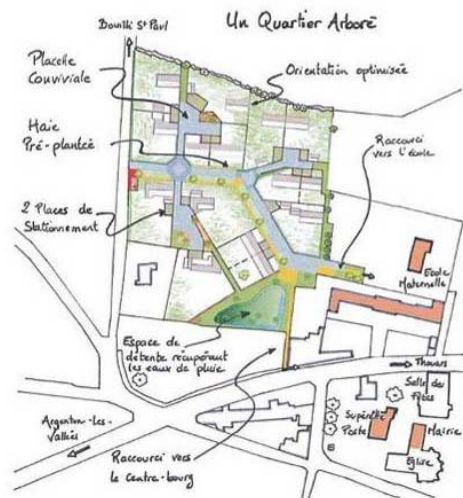 Bouillé St Paul
Un Quartier Arboré
Placette
Conviviale
Orientation optimisée
Haie
Pré-plantée
Raccourci
vers l'école
2 Places de
Stationnement
École
Maternelle
Espace de
détente récupérant
les eaux de pluie
Thouars
Salle des
Fêtes
Argenton-Les-
Vallées
Supérette
Poste
Mairie
Église
Raccourci vers
le centre-bourg